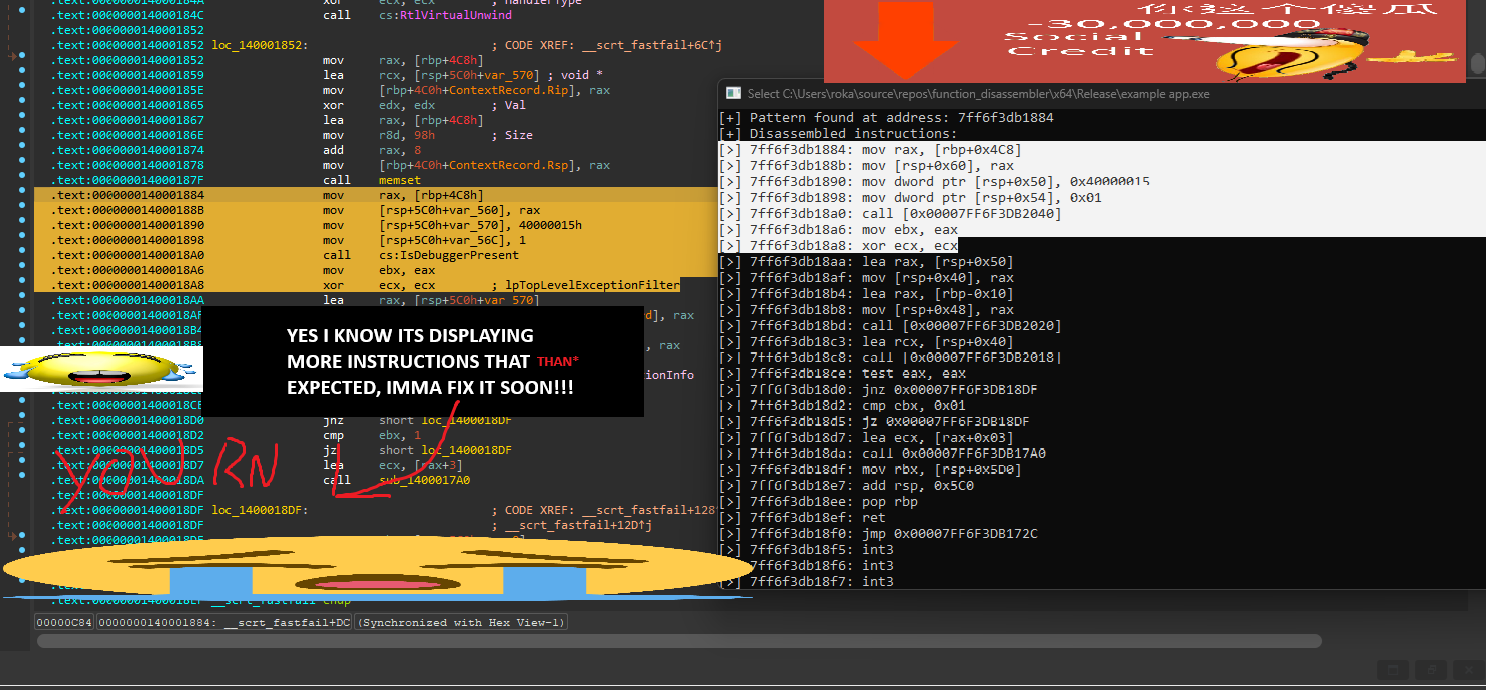 .text:000000014000184A xor ecx, ecx ; HandlerType
.text:000000014000184C call cs:RtlVirtualUnwind
.text:0000000140001852
.text:0000000140001852 loc_140001852: ; CODE XREF: __scrt_fastfail+6C↑j
.text:0000000140001852 mov rax, [rbp+4C8h]
.text:0000000140001859 lea rcx, [rsp+5C0h+var_570] ; void *
.text:000000014000185E mov [rbp+4C0h+ContextRecord.Rip], rax
.text:0000000140001865 xor edx, edx ; Val
.text:0000000140001867 lea rax, [rbp+4C8h]
.text:000000014000186E mov r8d, 98h ; Size
.text:0000000140001874 add rax, 8
.text:0000000140001878 mov [rbp+4C0h+ContextRecord.Rsp], rax
.text:000000014000187F call memset
.text:0000000140001884 mov rax, [rbp+4C8h]
.text:000000014000188B mov [rsp+5C0h+var_560], rax
.text:0000000140001890 mov [rsp+5C0h+var_570], 40000015h
.text:0000000140001898 mov [rsp+5C0h+var_56C], 1
.text:00000001400018A0 call cs:IsDebuggerPresent
.text:00000001400018A6 mov ebx, eax
.text:00000001400018A8 xor ecx, ecx ; lpTopLevelExceptionFilter
.text:00000001400018AA lea rax, [rsp+5C0h+var_570]
.text:00000001400018AF d], rax
.text:00000001400018B4
, rax
ionInfo
YES I KNOW ITS DISPLAYING
MORE INSTRUCTIONS THAT THAN*
EXPECTED, IMMA FIX IT SOON!!!
.text:00000001400018CE
.text:00000001400018D0 jnz short loc_1400018DF
.text:00000001400018D2 cmp ebx, 1
.text:00000001400018D5 jz short loc_1400018DF
.text:00000001400018D7 lea ecx, [rax+3]
.text:00000001400018DA call sub_1400017A0
YOU RN
.text:00000001400018DF
.text:00000001400018DF loc_1400018DF: ; CODE XREF: __scrt_fastfail+128↑j
.text:00000001400018DF ; __scrt_fastfail+12D↑j
.text:00000001400018EF __scrt_fastfail endp
00000C84 0000000140001884: __scrt_fastfail+DC (Synchronized with Hex View-1)
你这个傻瓜
-30,000,000
Social
Credit
Select C:\Users\roka\source\repos\function_disassembler\x64\Release\example app.exe
[+] Pattern found at address: 7ff6f3db1884
[+] Disassembled instructions:
[>] 7ff6f3db1884: mov rax, [rbp+0x4C8]
[>] 7ff6f3db188b: mov [rsp+0x60], rax
[>] 7ff6f3db1890: mov dword ptr [rsp+0x50], 0x40000015
[>] 7ff6f3db1898: mov dword ptr [rsp+0x54], 0x01
[>] 7ff6f3db18a0: call [0x00007FF6F3DB2040]
[>] 7ff6f3db18a6: mov ebx, eax
[>] 7ff6f3db18a8: xor ecx, ecx
[>] 7ff6f3db18aa: lea rax, [rsp+0x50]
[>] 7ff6f3db18af: mov [rsp+0x40], rax
[>] 7ff6f3db18b4: lea rax, [rbp-0x10]
[>] 7ff6f3db18b8: mov [rsp+0x48], rax
[>] 7ff6f3db18bd: call [0x00007FF6F3DB2020]
[>] 7ff6f3db18c3: lea rcx, [rsp+0x40]
[>] 7ff6f3db18c8: call [0x00007FF6F3DB2018]
[>] 7ff6f3db18ce: test eax, eax
[>] 7ff6f3db18d0: jnz 0x00007FF6F3DB18DF
[>] 7ff6f3db18d2: cmp ebx, 0x01
[>] 7ff6f3db18d5: jz 0x00007FF6F3DB18DF
[>] 7ff6f3db18d7: lea ecx, [rax+0x03]
[>] 7ff6f3db18da: call 0x00007FF6F3DB17A0
[>] 7ff6f3db18df: mov rbx, [rsp+0x5D0]
[>] 7ff6f3db18e7: add rsp, 0x5C0
[>] 7ff6f3db18ee: pop rbp
[>] 7ff6f3db18ef: ret
[>] 7ff6f3db18f0: jmp 0x00007FF6F3DB172C
[>] 7ff6f3db18f5: int3
[>] 7ff6f3db18f6: int3
[>] 7ff6f3db18f7: int3